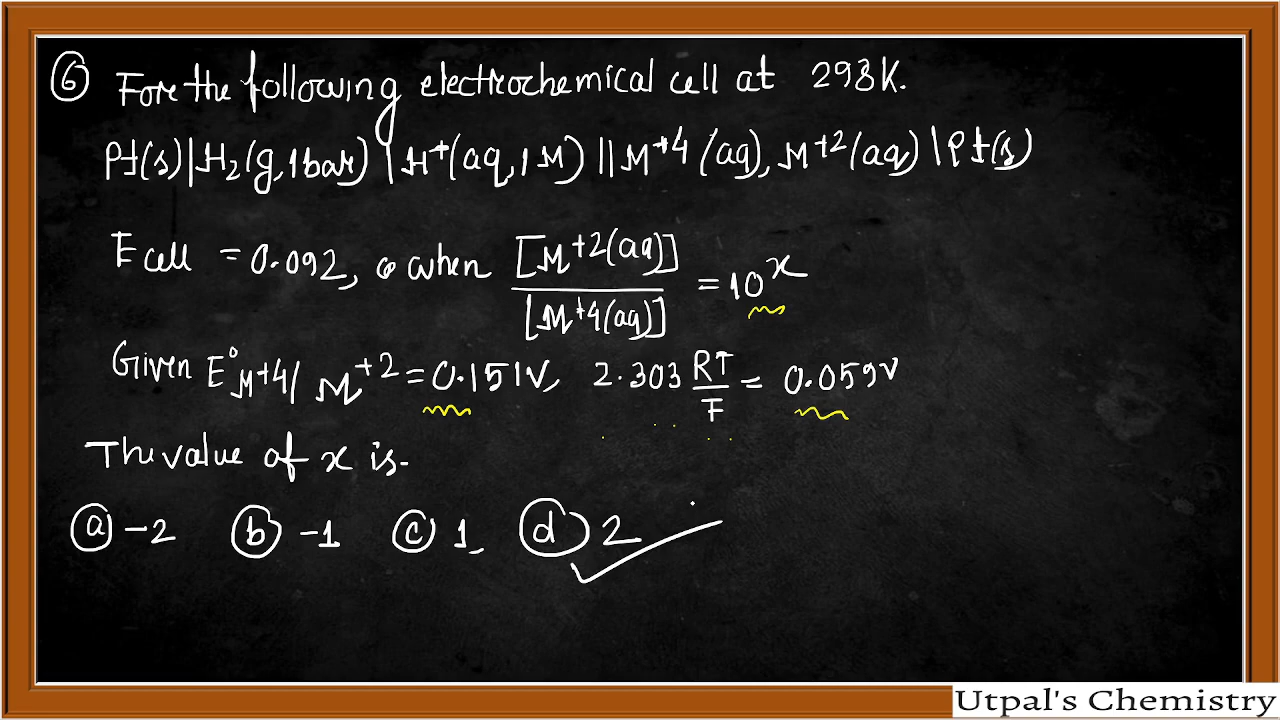 ⑥ Fore the following electrochemical cell at 298K.
Pt(s)|H₂(g,1bar)|H⁺(aq,1M)||M⁺⁴(aq),M⁺²(aq)|Pt(s)
E cell = 0.092, when [M⁺²(aq)]/[M⁺⁴(aq)] = 10ˣ
Given E°M⁺⁴/M⁺² = 0.151V, 2.303 RT/F = 0.059V
The value of x is-
ⓐ -2 ⓑ -1 ⓒ 1 ⓓ 2
Utpal's Chemistry